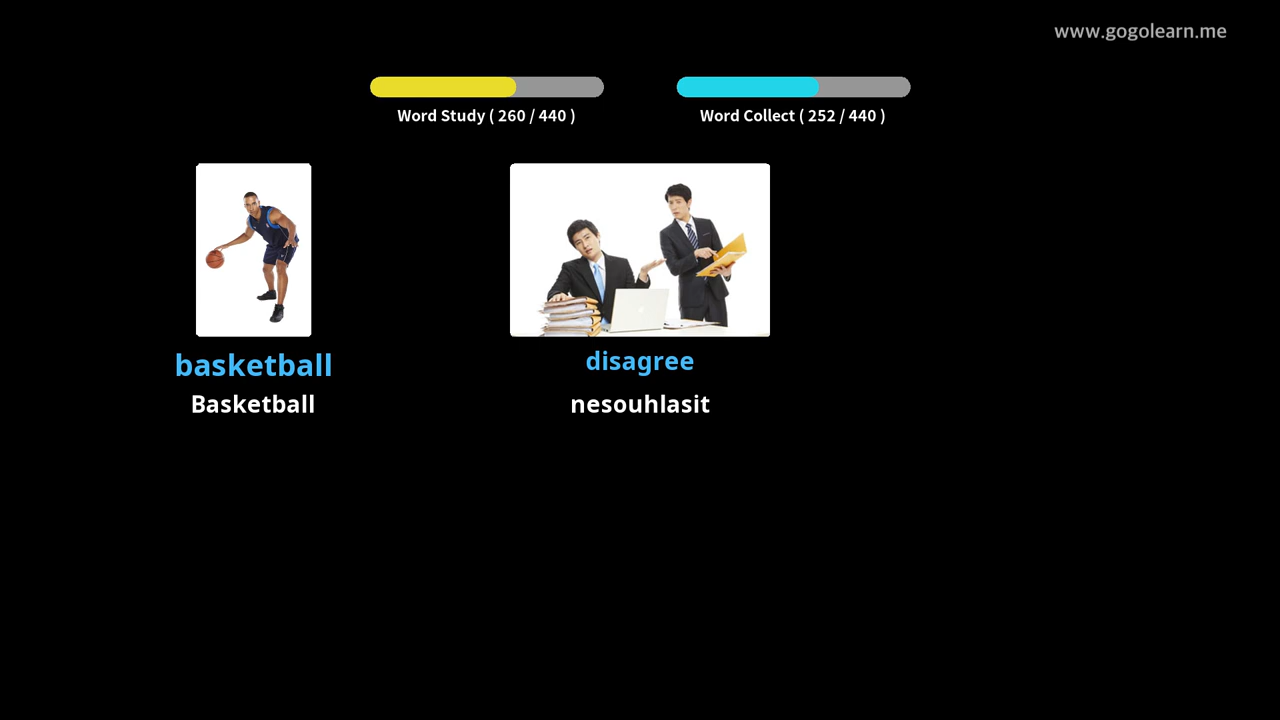 www.gogolearn.me
Word Study ( 260 / 440 )
Word Collect ( 252 / 440 )
basketball
Basketball
disagree
nesouhlasit